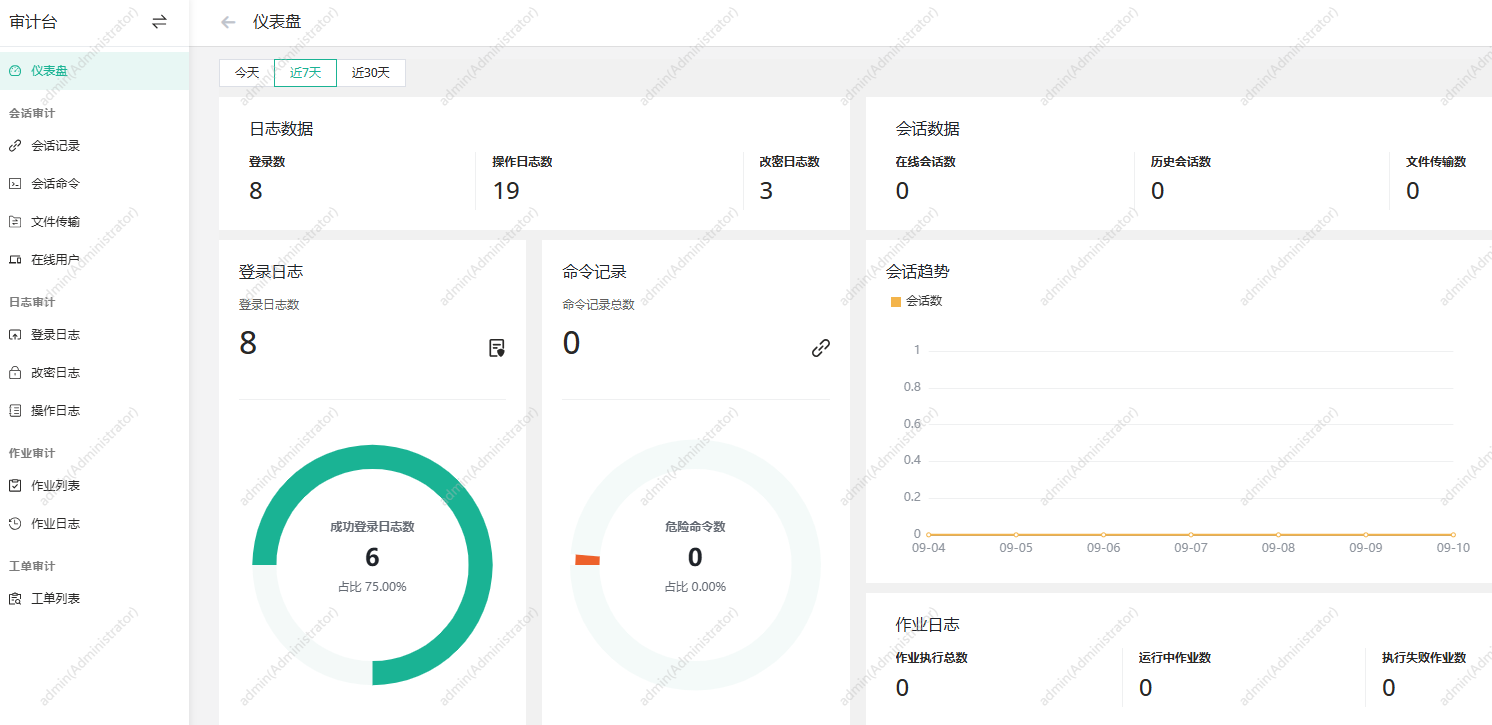 审计台
仪表盘
仪表盘
会话审计
会话记录
会话命令
文件传输
在线用户
日志审计
登录日志
改密日志
操作日志
作业审计
作业列表
作业日志
工单审计
工单列表
今天 近7天 近30天
日志数据
登录数 操作日志数 改密日志数
8 19 3
会话数据
在线会话数 历史会话数 文件传输数
0 0 0
登录日志
登录日志数
8
成功登录日志数
6
占比 75.00%
命令记录
命令记录总数
0
危险命令数
0
占比 0.00%
会话趋势
会话数
1
0.8
0.6
0.4
0.2
0
09-04 09-05 09-06 09-07 09-08 09-09 09-10
作业日志
作业执行总数 运行中作业数 执行失败作业数
0 0 0
admin(Administrator)